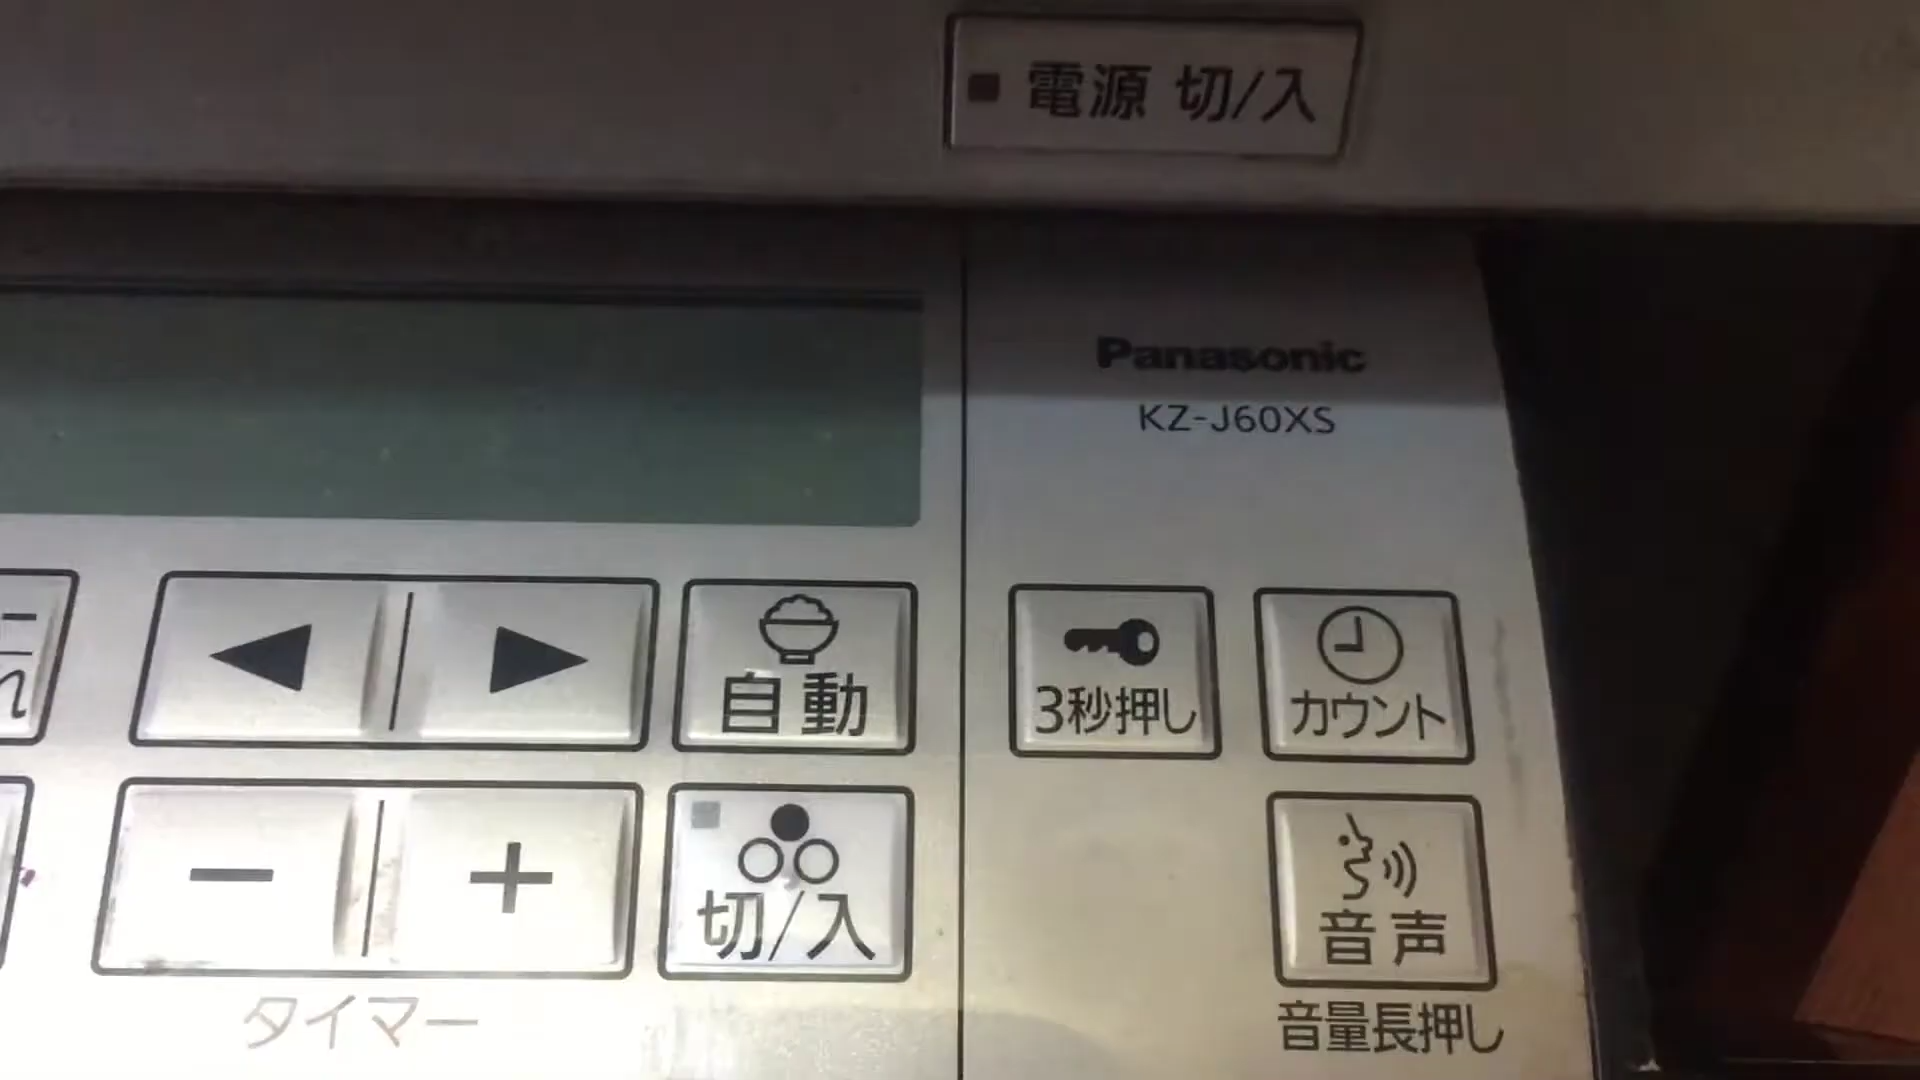 電源 切/入
Panasonic
KZ-J60XS
自動
3秒押し
カウント
− +
切/入
音声
タイマー
音量長押し